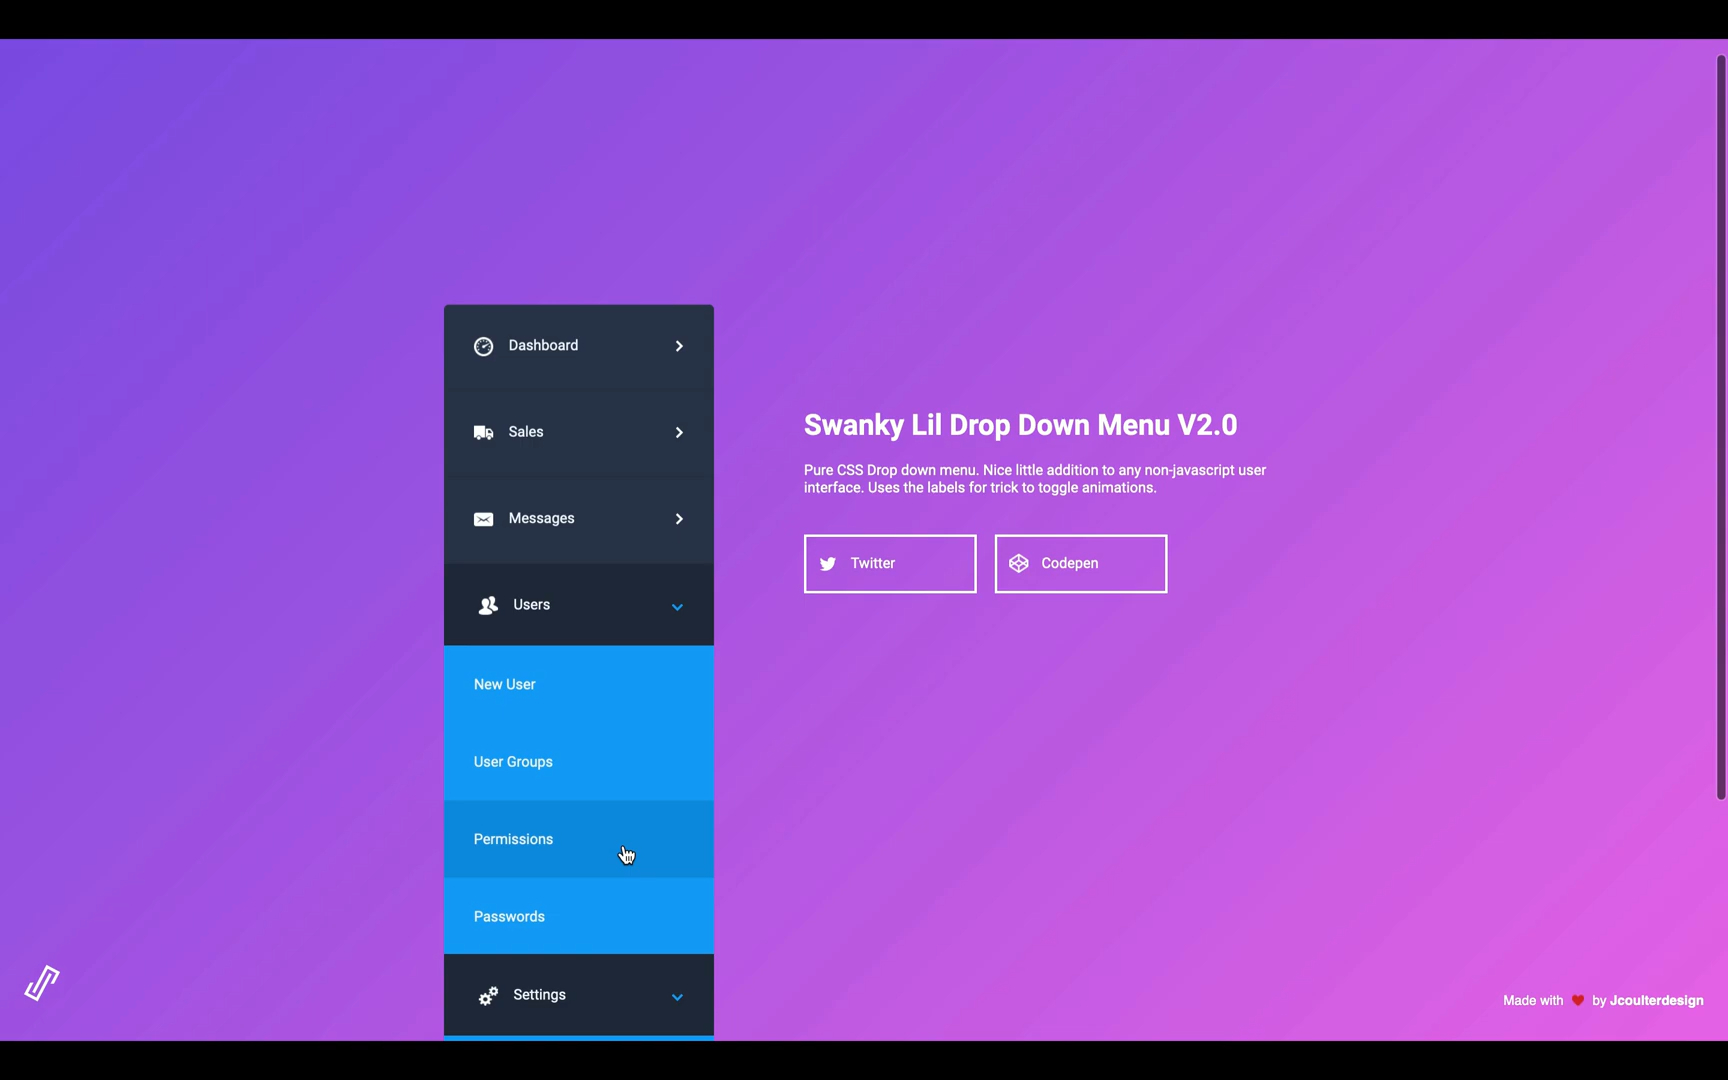 Dashboard
Sales
Messages
Users
New User
User Groups
Permissions
Passwords
Settings
Swanky Lil Drop Down Menu V2.0
Pure CSS Drop down menu. Nice little addition to any non-javascript user
interface. Uses the labels for trick to toggle animations.
Twitter
Codepen
Made with by Jcoulterdesign